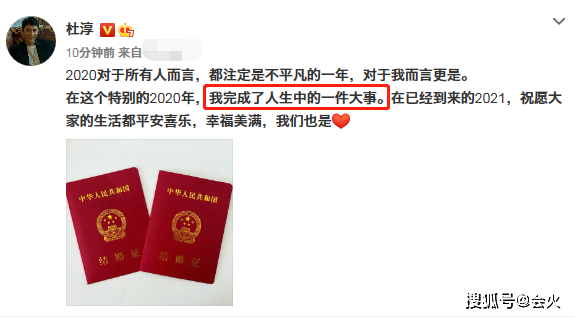 杜淳
10分钟前 来自
2020对于所有人而言，都注定是不平凡的一年，对于我而言更是。
在这个特别的2020年，我完成了人生中的一件大事。在已经到来的2021，祝愿大
家的生活都平安喜乐，幸福美满，我们也是
中华人民共和国
结婚证
中华人民共和国
结婚证
搜狐号@会火